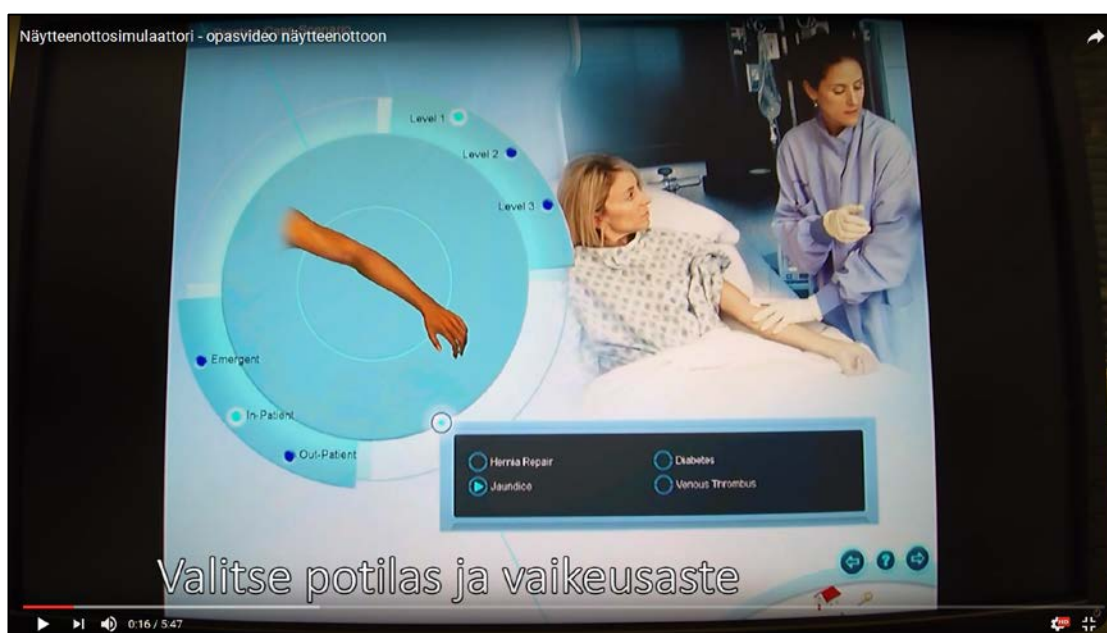 Näytteenottosimulaattori - opasvideo näytteenottoon
Level 1
Level 2
Level 3
Emergent
In-Patient
Out-Patient
Hernia Repair
Diabetes
Jaundice
Venous Thrombus
?
Valitse potilas ja vaikeusaste
0:16 / 5:47
HD